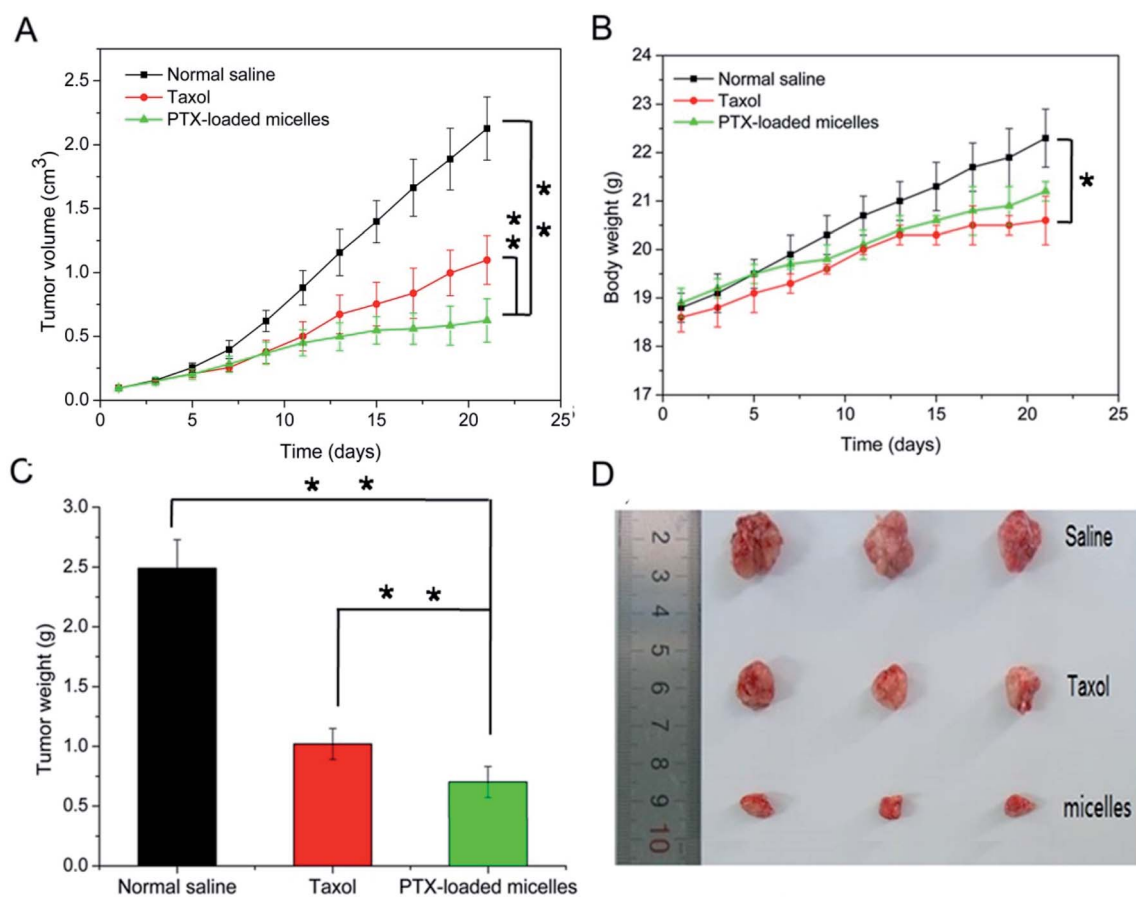 A
Tumor volume (cm3)
2.5
2.0
1.5
1.0
0.5
0.0
Normal saline
Taxol
PTX-loaded micelles
* *
* *
0 5 10 15 20 25
Time (days)
B
Body weight (g)
24
23
22
21
20
19
18
17
Normal saline
Taxol
PTX-loaded micelles
*
0 5 10 15 20 25
Time (days)
C
Tumor weight (g)
3.0
2.5
2.0
1.5
1.0
0.5
0.0
* *
* *
Normal saline Taxol PTX-loaded micelles
D
2
3
4
5
6
7
8
9
10
Saline
Taxol
micelles